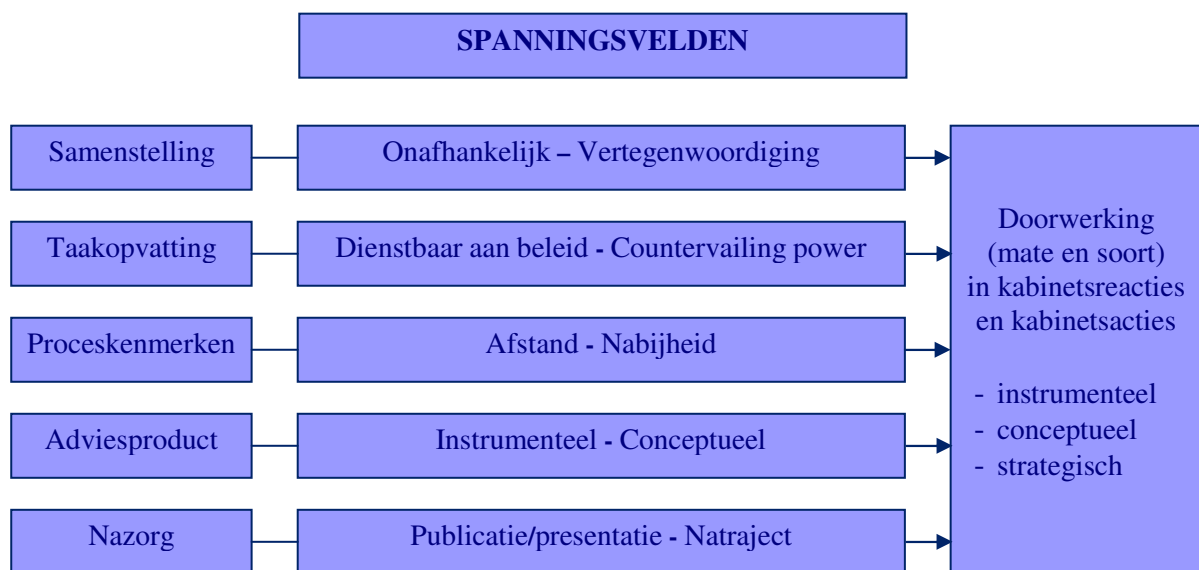 SPANNINGSVELDEN
Samenstelling
Onafhankelijk – Vertegenwoordiging
Taakopvatting
Dienstbaar aan beleid - Countervailing power
Proceskenmerken
Afstand - Nabijheid
Adviesproduct
Instrumenteel - Conceptueel
Nazorg
Publicatie/presentatie - Natraject
Doorwerking
(mate en soort)
in kabinetsreacties
en kabinetsacties
- instrumenteel
- conceptueel
- strategisch